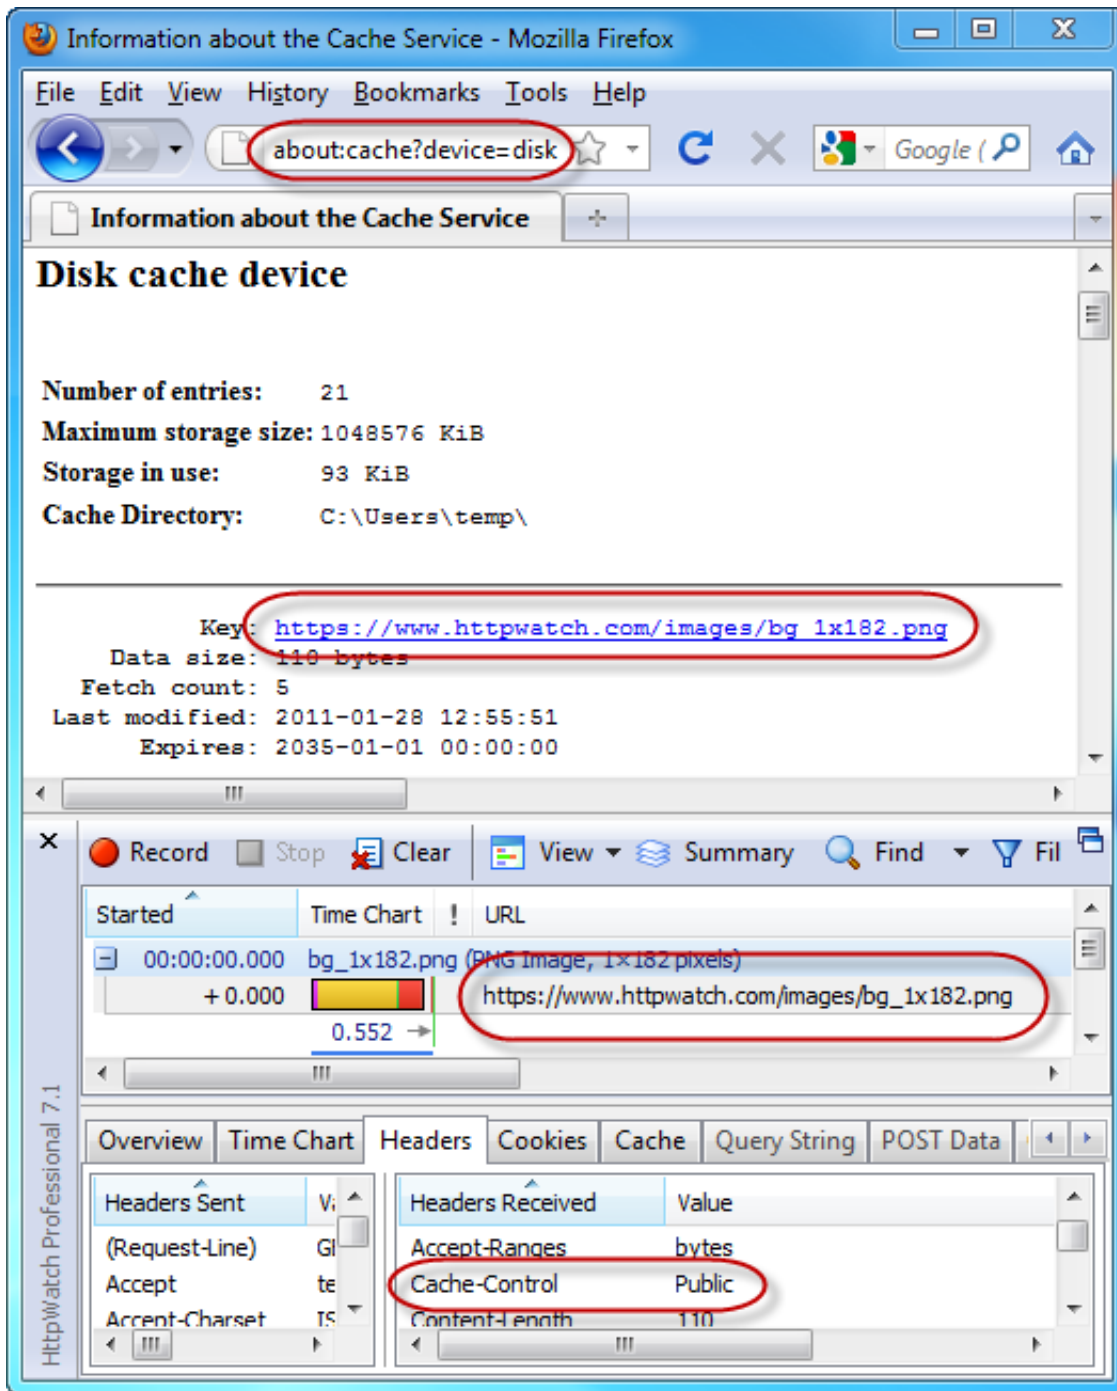 Information about the Cache Service - Mozilla Firefox
File Edit View History Bookmarks Tools Help
about:cache?device=disk Google (
Information about the Cache Service
Disk cache device
Number of entries: 21
Maximum storage size: 1048576 KiB
Storage in use: 93 KiB
Cache Directory: C:\Users\temp\
Key: https://www.httpwatch.com/images/bg_1x182.png
Data size: 110 bytes
Fetch count: 5
Last modified: 2011-01-28 12:55:51
Expires: 2035-01-01 00:00:00
Record Stop Clear View Summary Find Fil
Started Time Chart ! URL
00:00:00.000 bg_1x182.png (PNG Image, 1×182 pixels)
+ 0.000 https://www.httpwatch.com/images/bg_1x182.png
0.552
HttpWatch Professional 7.1
Overview Time Chart Headers Cookies Cache Query String POST Data
Headers Sent Headers Received Value
(Request-Line) Accept-Ranges bytes
Accept te Cache-Control Public
Accept-Charset IS Content-Length 110